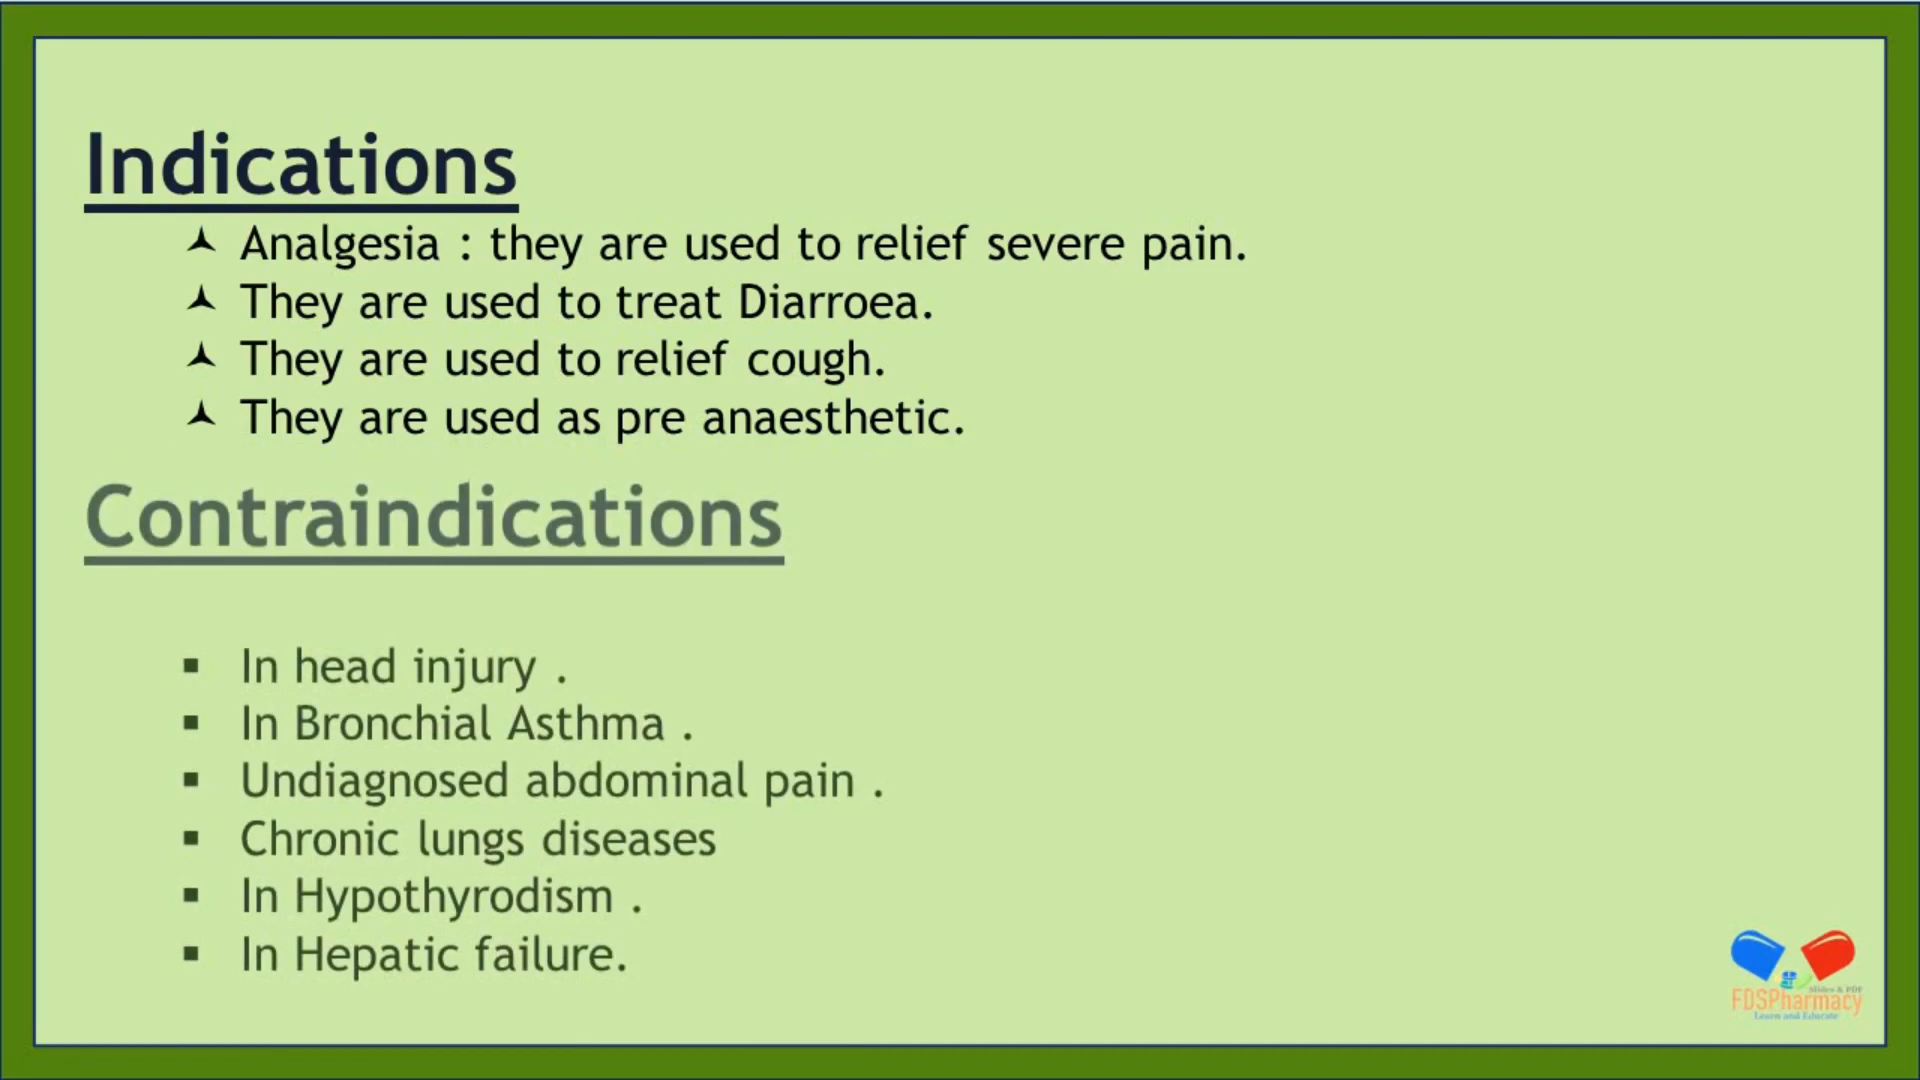 Indications
Analgesia : they are used to relief severe pain.
They are used to treat Diarroea.
They are used to relief cough.
They are used as pre anaesthetic.
Contraindications
In head injury .
In Bronchial Asthma .
Undiagnosed abdominal pain .
Chronic lungs diseases
In Hypothyrodism .
In Hepatic failure.
Slides & PDF
FDSPharmacy
Learn and Educate